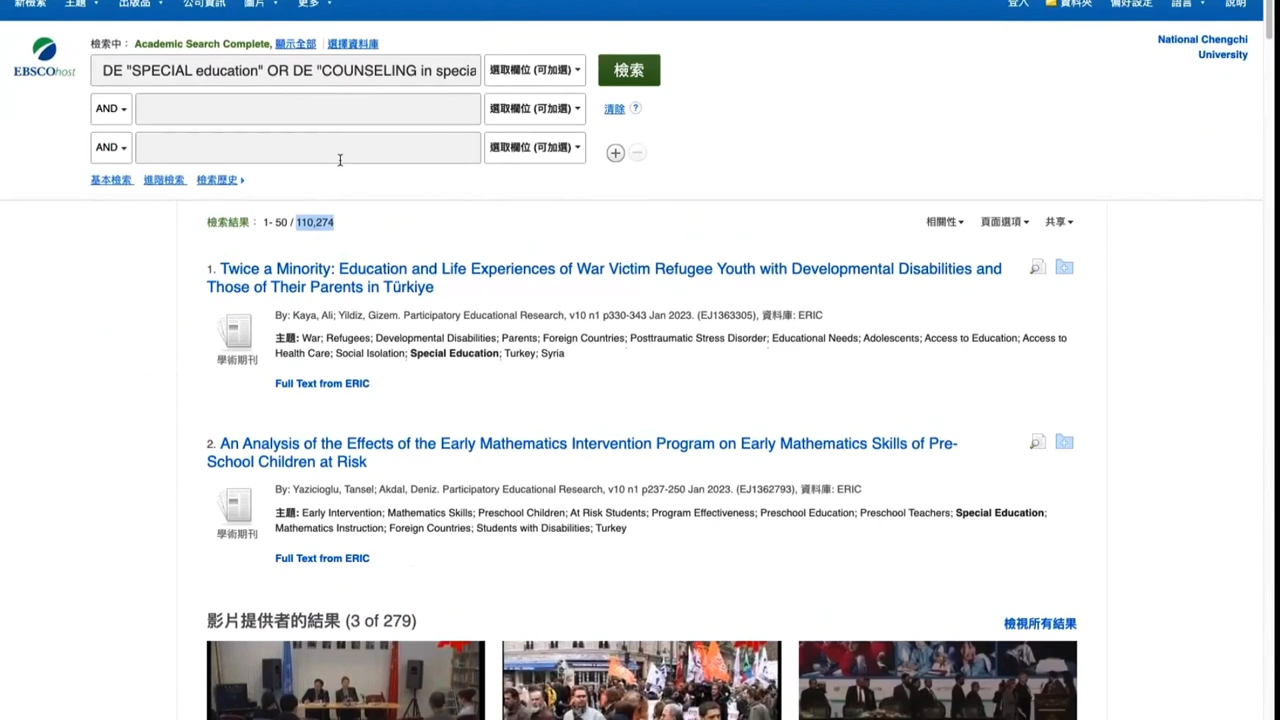 新檢索 主題 出版品 公司資訊 圖片 更多 登入 資料夾 偏好設定 語言 說明
檢索中： Academic Search Complete, 顯示全部 選擇資料庫
National Chengchi
University
EBSCOhost
DE "SPECIAL education" OR DE "COUNSELING in specia 選取欄位 (可加選) 檢索
AND 選取欄位 (可加選) 清除 ?
AND 選取欄位 (可加選)
基本檢索 進階檢索 檢索歷史
檢索結果： 1- 50 / 110,274 相關性 頁面選項 共享
1. Twice a Minority: Education and Life Experiences of War Victim Refugee Youth with Developmental Disabilities and
Those of Their Parents in Türkiye
By: Kaya, Ali; Yildiz, Gizem. Participatory Educational Research, v10 n1 p330-343 Jan 2023. (EJ1363305), 資料庫: ERIC
主題: War; Refugees; Developmental Disabilities; Parents; Foreign Countries; Posttraumatic Stress Disorder; Educational Needs; Adolescents; Access to Education; Access to
Health Care; Social Isolation; Special Education; Turkey; Syria
學術期刊
Full Text from ERIC
2. An Analysis of the Effects of the Early Mathematics Intervention Program on Early Mathematics Skills of Pre-
School Children at Risk
By: Yazicioglu, Tansel; Akdal, Deniz. Participatory Educational Research, v10 n1 p237-250 Jan 2023. (EJ1362793), 資料庫: ERIC
主題: Early Intervention; Mathematics Skills; Preschool Children; At Risk Students; Program Effectiveness; Preschool Education; Preschool Teachers; Special Education;
Mathematics Instruction; Foreign Countries; Students with Disabilities; Turkey
學術期刊
Full Text from ERIC
影片提供者的結果 (3 of 279) 檢視所有結果